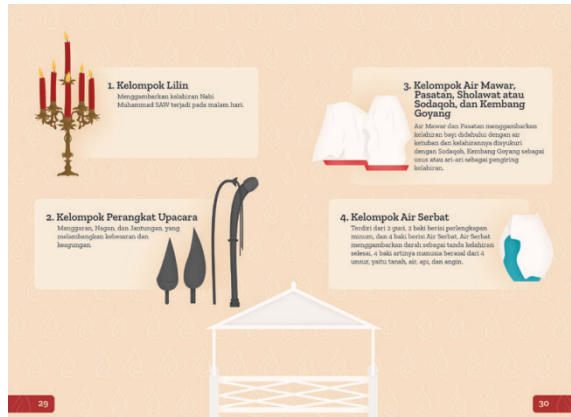 1. Kelompok Lilin
Menggambarkan kelahiran Nabi
Muhammad SAW terjadi pada malam hari.
2. Kelompok Perangkat Upacara
Manggaran, Nagan, dan Jantungan, yang
melambangkan kebesaran dan
keagungan.
29
3. Kelompok Air Mawar,
Pasatan, Sholawat atau
Sodaqoh, dan Kembang
Goyang
Air Mawar dan Pasatan menggambarkan
kelahiran bayi didahului dengan air
ketuban dan kelahirannya disyukuri
dengan Sodaqoh, Kembang Goyang sebagai
usus atau ari-ari sebagai pengiring
kelahiran.
4. Kelompok Air Serbat
Terdiri dari 2 guci, 2 baki berisi perlengkapan
minum, dan 4 baki berisi Air Serbat. Air Serbat
menggambarkan darah sebagai tanda kelahiran
selesai, 4 baki artinya manusia berasal dari 4
unsur, yaitu tanah, air, api, dan angin.
30